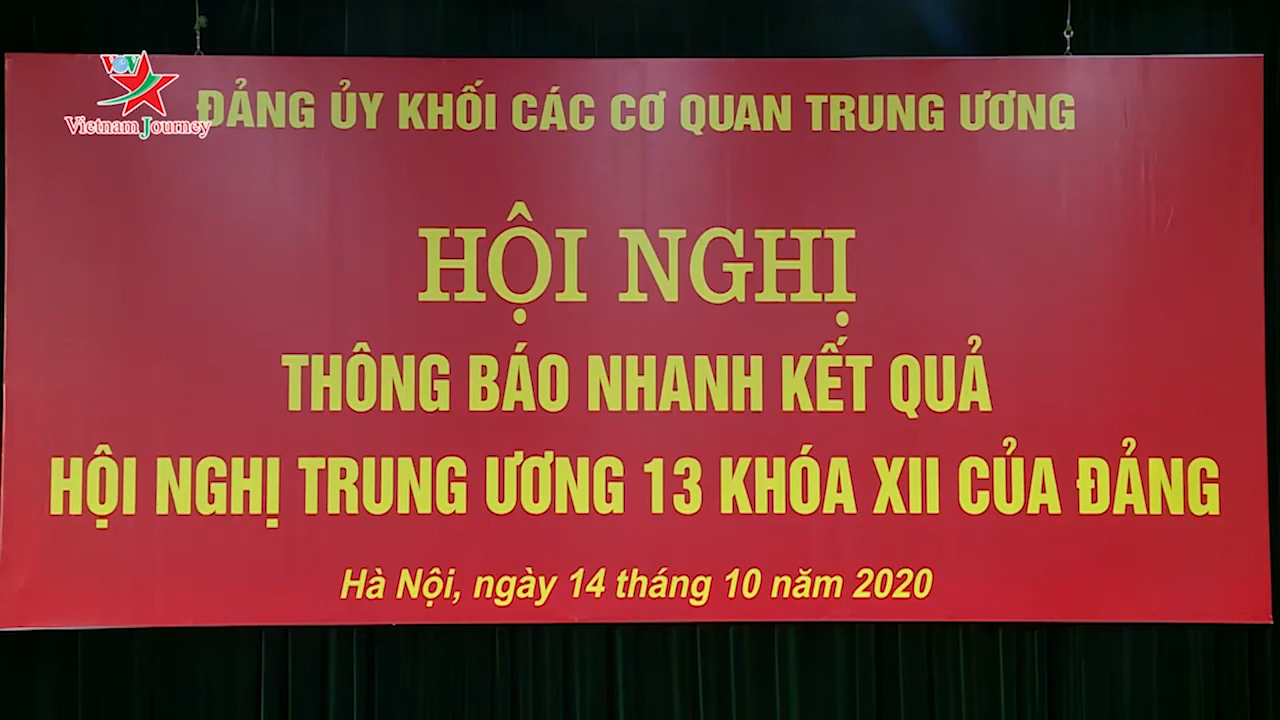 VOV
Vietnam Journey
ĐẢNG ỦY KHỐI CÁC CƠ QUAN TRUNG ƯƠNG
HỘI NGHỊ
THÔNG BÁO NHANH KẾT QUẢ
HỘI NGHỊ TRUNG ƯƠNG 13 KHÓA XII CỦA ĐẢNG
Hà Nội, ngày 14 tháng 10 năm 2020